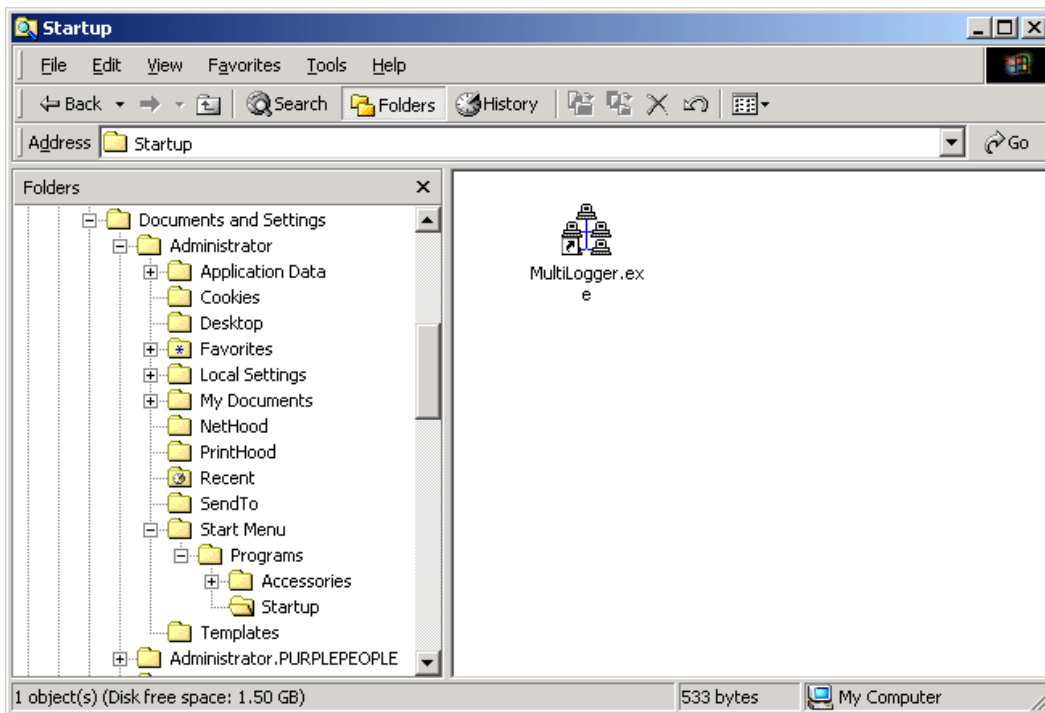 Startup
File Edit View Favorites Tools Help
Back Search Folders History
Address Startup Go
Folders
Documents and Settings
Administrator
Application Data
Cookies
Desktop
Favorites
Local Settings
My Documents
NetHood
PrintHood
Recent
SendTo
Start Menu
Programs
Accessories
Startup
Templates
Administrator.PURPLEPEOPLE
MultiLogger.ex
e
1 object(s) (Disk free space: 1.50 GB) 533 bytes My Computer